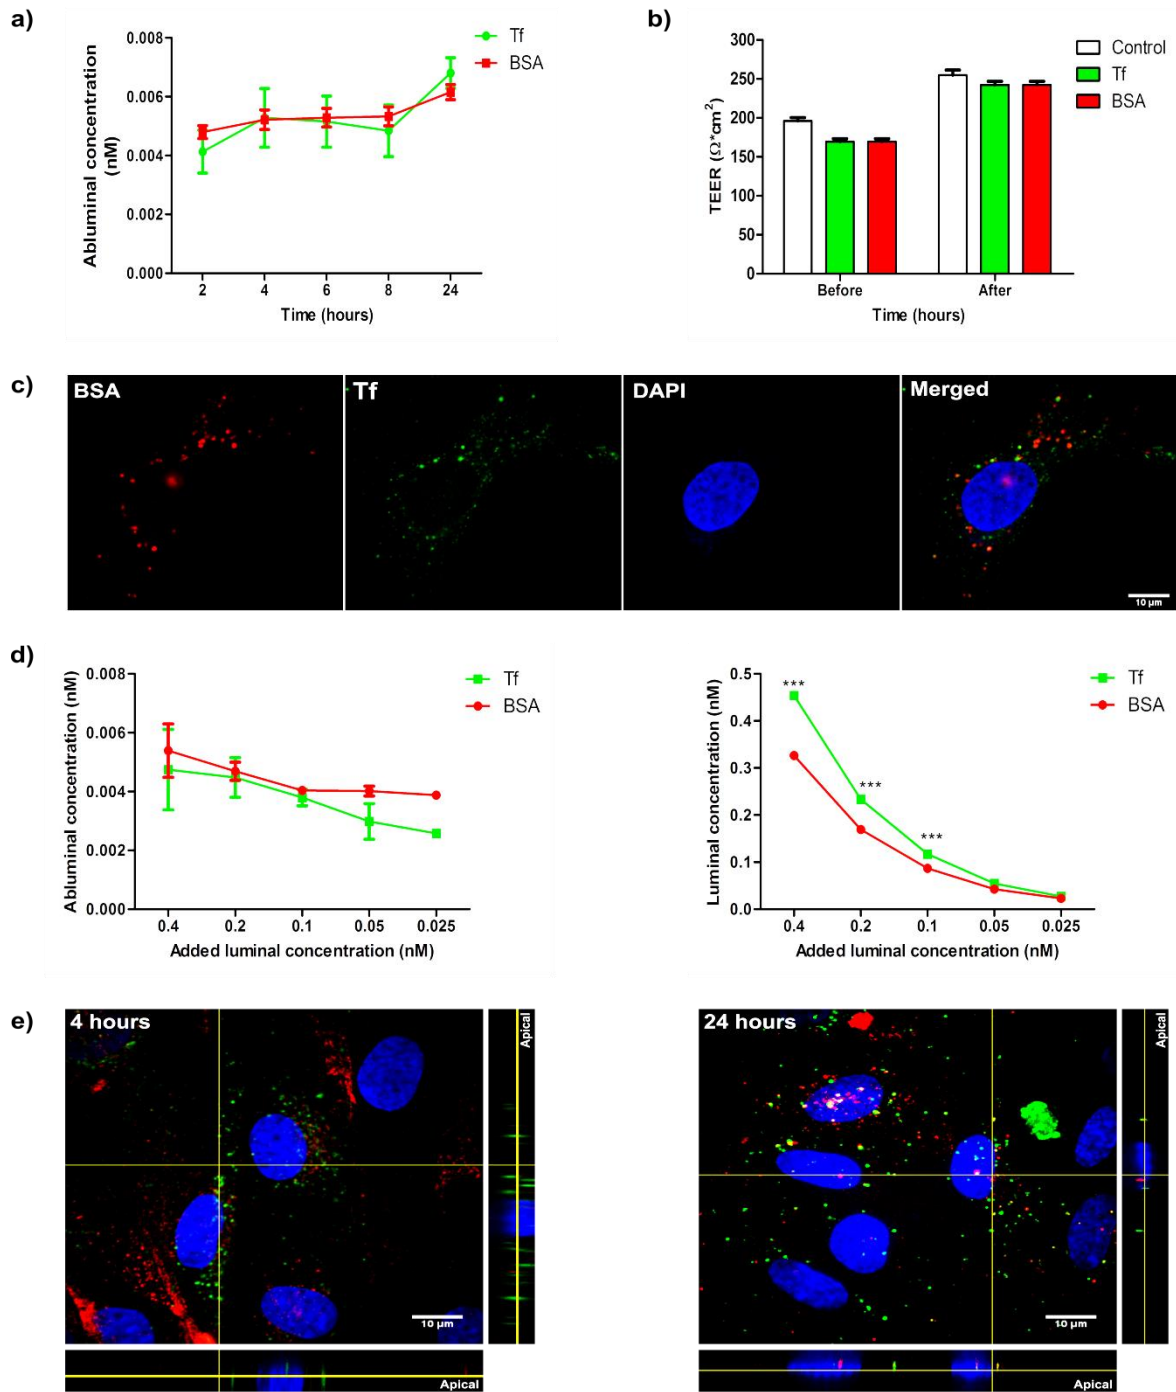 a)
0.008
0.006
0.004
0.002
0.000
Abluminal concentration
(nM)
2 4 6 8 24
Time (hours)
Tf
BSA
b)
300
250
200
150
100
50
0
TEER (Ω*cm²)
Before After
Time (hours)
Control
Tf
BSA
c)
BSA
Tf
DAPI
Merged
10 µm
d)
0.008
0.006
0.004
0.002
0.000
Abluminal concentration (nM)
0.4 0.2 0.1 0.05 0.025
Added luminal concentration (nM)
Tf
BSA
0.5
0.4
0.3
0.2
0.1
0.0
Luminal concentration (nM)
***
***
***
0.4 0.2 0.1 0.05 0.025
Added luminal concentration (nM)
Tf
BSA
e)
4 hours
10 µm
Apical
Apical
24 hours
10 µm
Apical
Apical